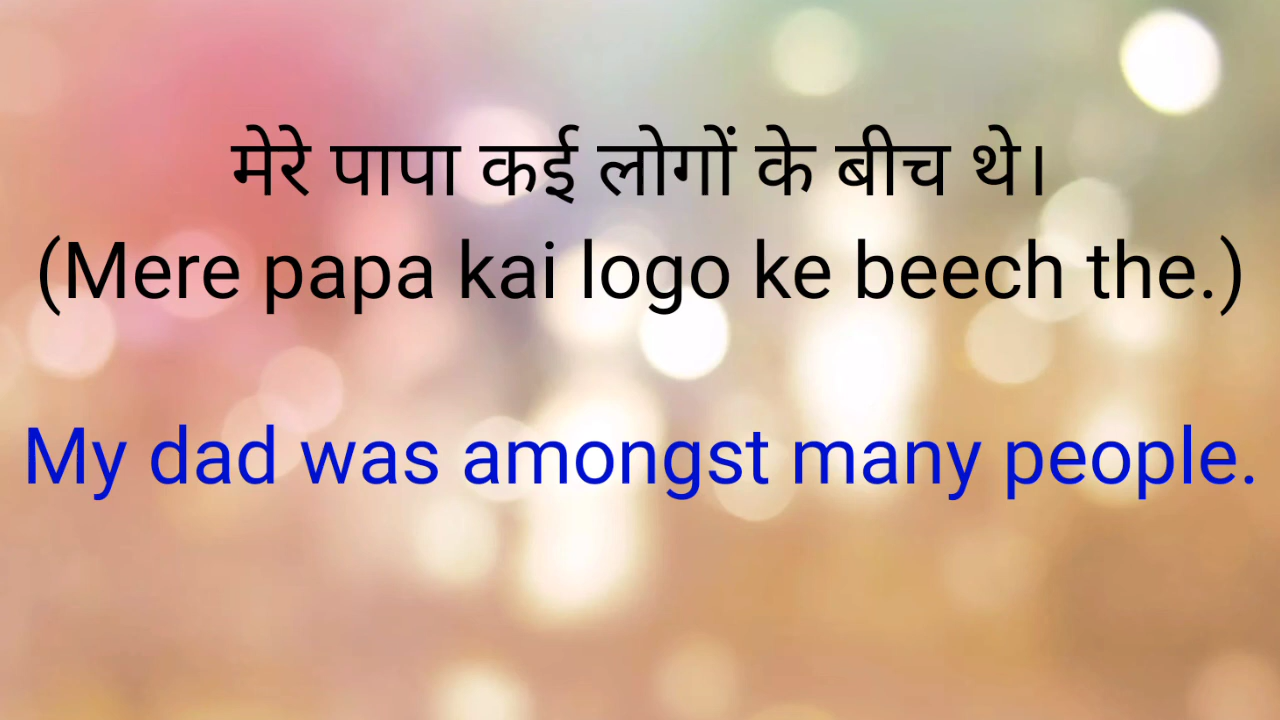 मेरे पापा कई लोगों के बीच थे।
(Mere papa kai logo ke beech the.)
My dad was amongst many people.